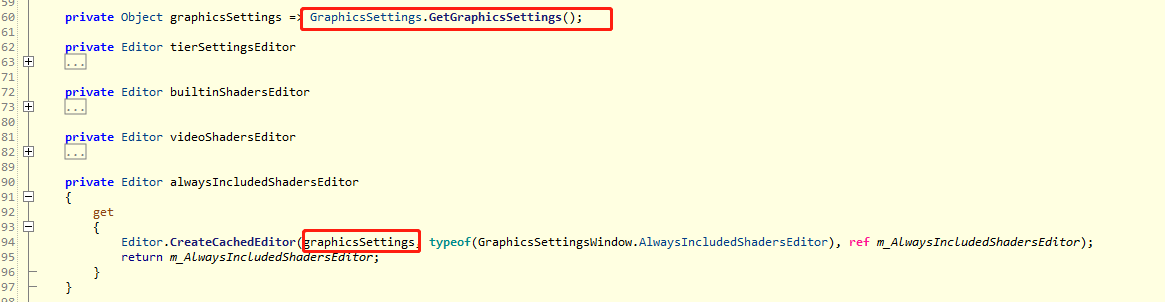 59
60 private Object graphicsSettings => GraphicsSettings.GetGraphicsSettings();
61
62 private Editor tierSettingsEditor
63 ...
71
72 private Editor builtinShadersEditor
73 ...
80
81 private Editor videoShadersEditor
82 ...
89
90 private Editor alwaysIncludedShadersEditor
91 {
92 get
93 {
94 Editor.CreateCachedEditor(graphicsSettings, typeof(GraphicsSettingsWindow.AlwaysIncludedShadersEditor), ref m_AlwaysIncludedShadersEditor);
95 return m_AlwaysIncludedShadersEditor;
96 }
97 }
98